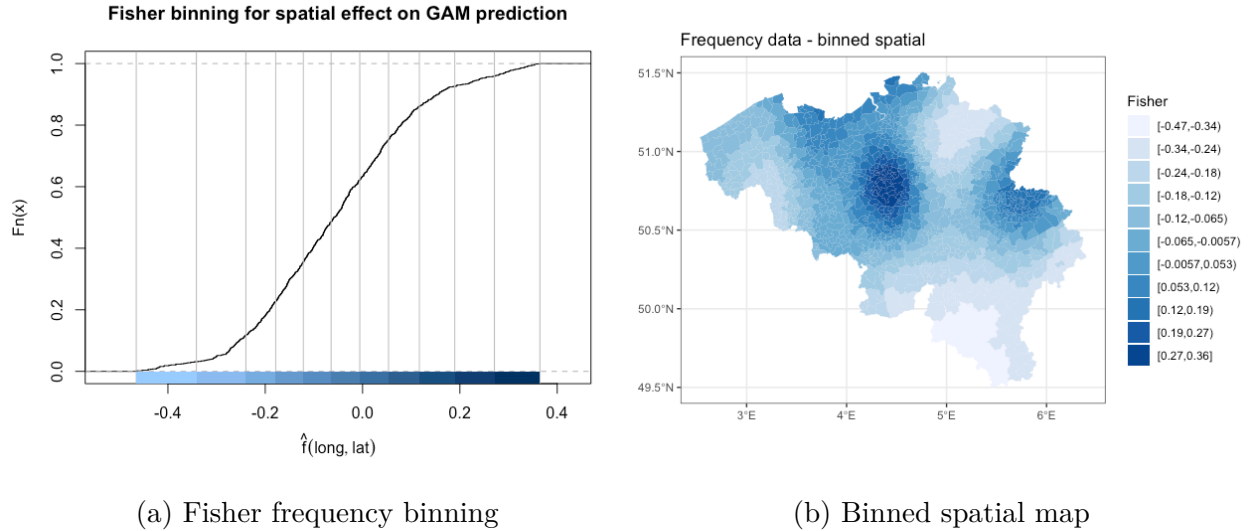 Fisher binning for spatial effect on GAM prediction
Fn(x)
1.0
0.8
0.6
0.4
0.2
0.0
-0.4 -0.2 0.0 0.2 0.4
f̂(long, lat)
(a) Fisher frequency binning
Frequency data - binned spatial
51.5°N
51.0°N
50.5°N
50.0°N
49.5°N
3°E 4°E 5°E 6°E
Fisher
[-0.47,-0.34)
[-0.34,-0.24)
[-0.24,-0.18)
[-0.18,-0.12)
[-0.12,-0.065)
[-0.065,-0.0057)
[-0.0057,0.053)
[0.053,0.12)
[0.12,0.19)
[0.19,0.27)
[0.27,0.36]
(b) Binned spatial map